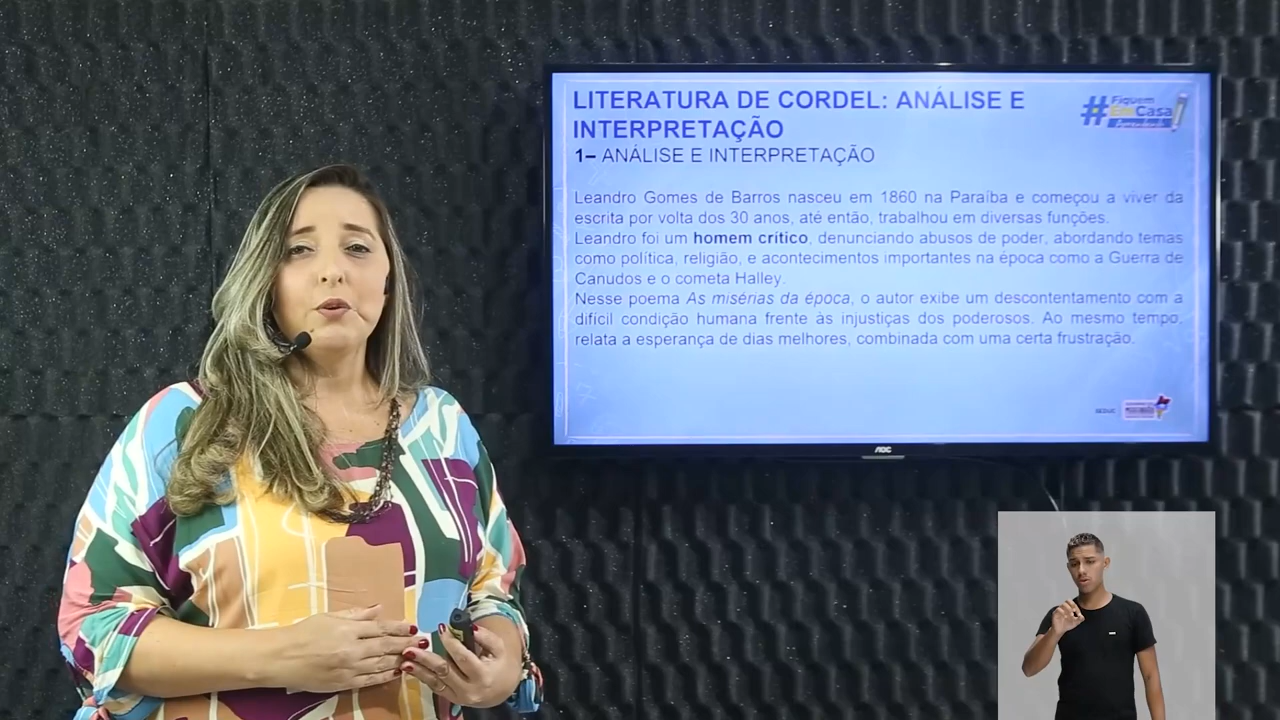 LITERATURA DE CORDEL: ANÁLISE E
INTERPRETAÇÃO
#Fiquem
EmCasa
1– ANÁLISE E INTERPRETAÇÃO
Leandro Gomes de Barros nasceu em 1860 na Paraíba e começou a viver da
escrita por volta dos 30 anos, até então, trabalhou em diversas funções.
Leandro foi um homem crítico, denunciando abusos de poder, abordando temas
como política, religião, e acontecimentos importantes na época como a Guerra de
Canudos e o cometa Halley.
Nesse poema As misérias da época, o autor exibe um descontentamento com a
difícil condição humana frente às injustiças dos poderosos. Ao mesmo tempo,
relata a esperança de dias melhores, combinada com uma certa frustração.
SEDUC
AOC